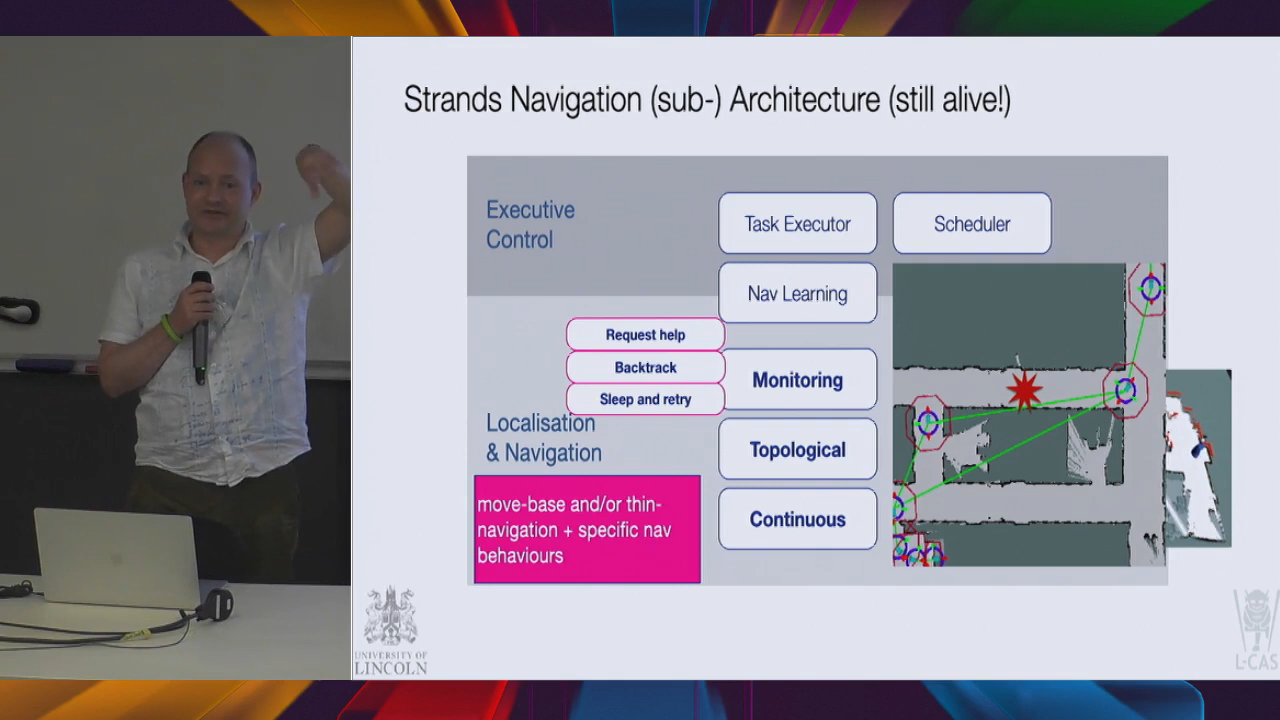 Strands Navigation (sub-) Architecture (still alive!)
Executive
Control
Task Executor
Scheduler
Nav Learning
Request help
Backtrack
Sleep and retry
Monitoring
Localisation
& Navigation
Topological
move-base and/or thin-
navigation + specific nav
behaviours
Continuous
UNIVERSITY OF
LINCOLN
L-CAS